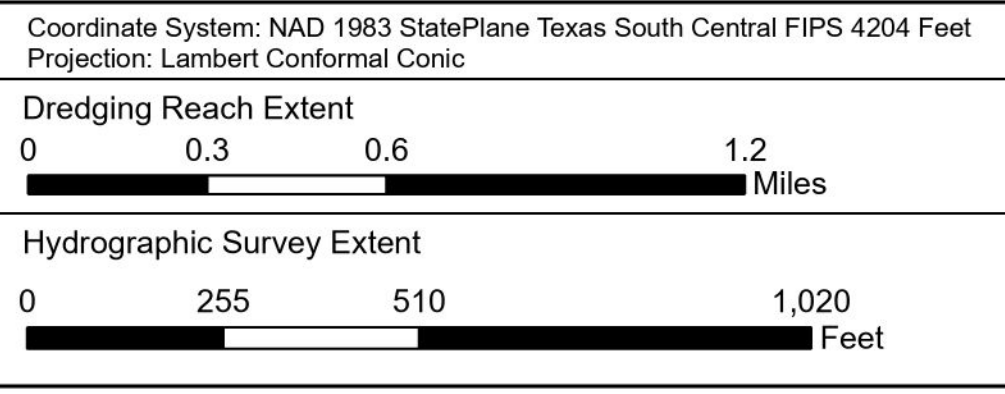 Coordinate System: NAD 1983 StatePlane Texas South Central FIPS 4204 Feet
Projection: Lambert Conformal Conic
Dredging Reach Extent
0 0.3 0.6 1.2
Miles
Hydrographic Survey Extent
0 255 510 1,020
Feet